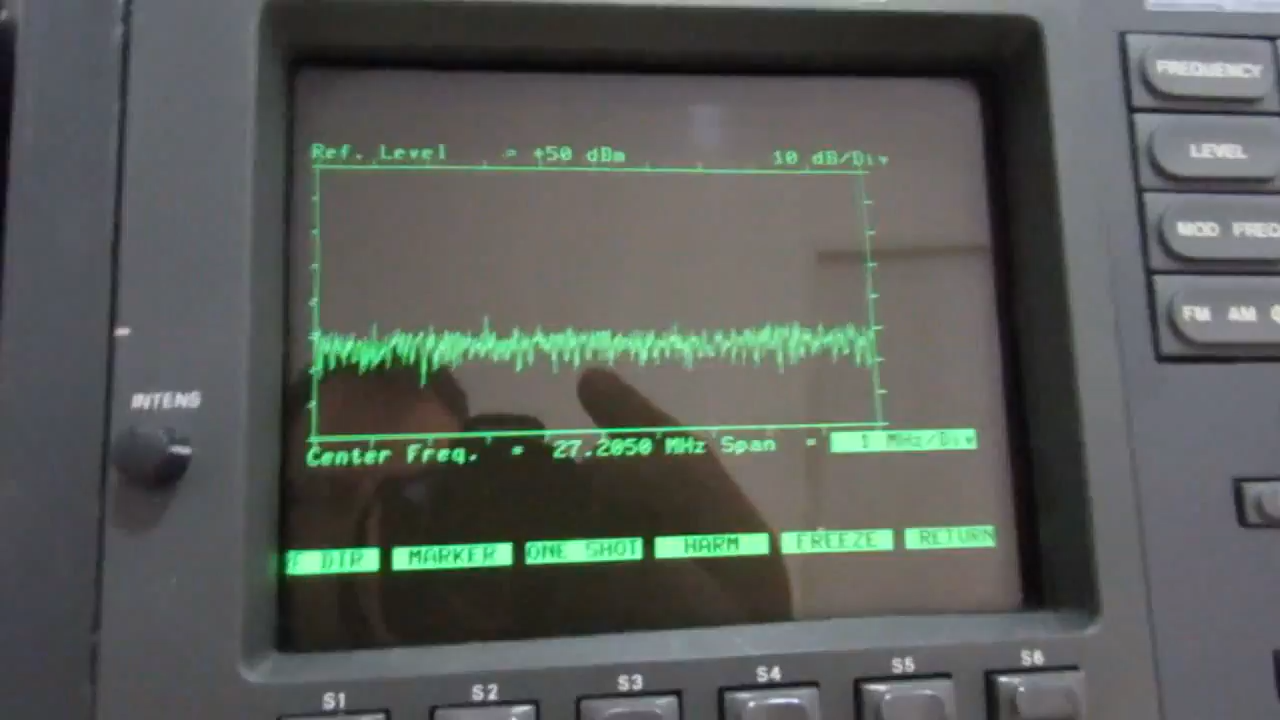 Ref. Level = +50 dBm 10 dB/Div
Center Freq. = 27.2050 MHz Span = 1 MHz/Div
MARKER ONE SHOT HARM FREEZE RETURN
S1 S2 S3 S4 S5 S6
INTENS
FREQUENCY
LEVEL
MOD FREQ
FM AM